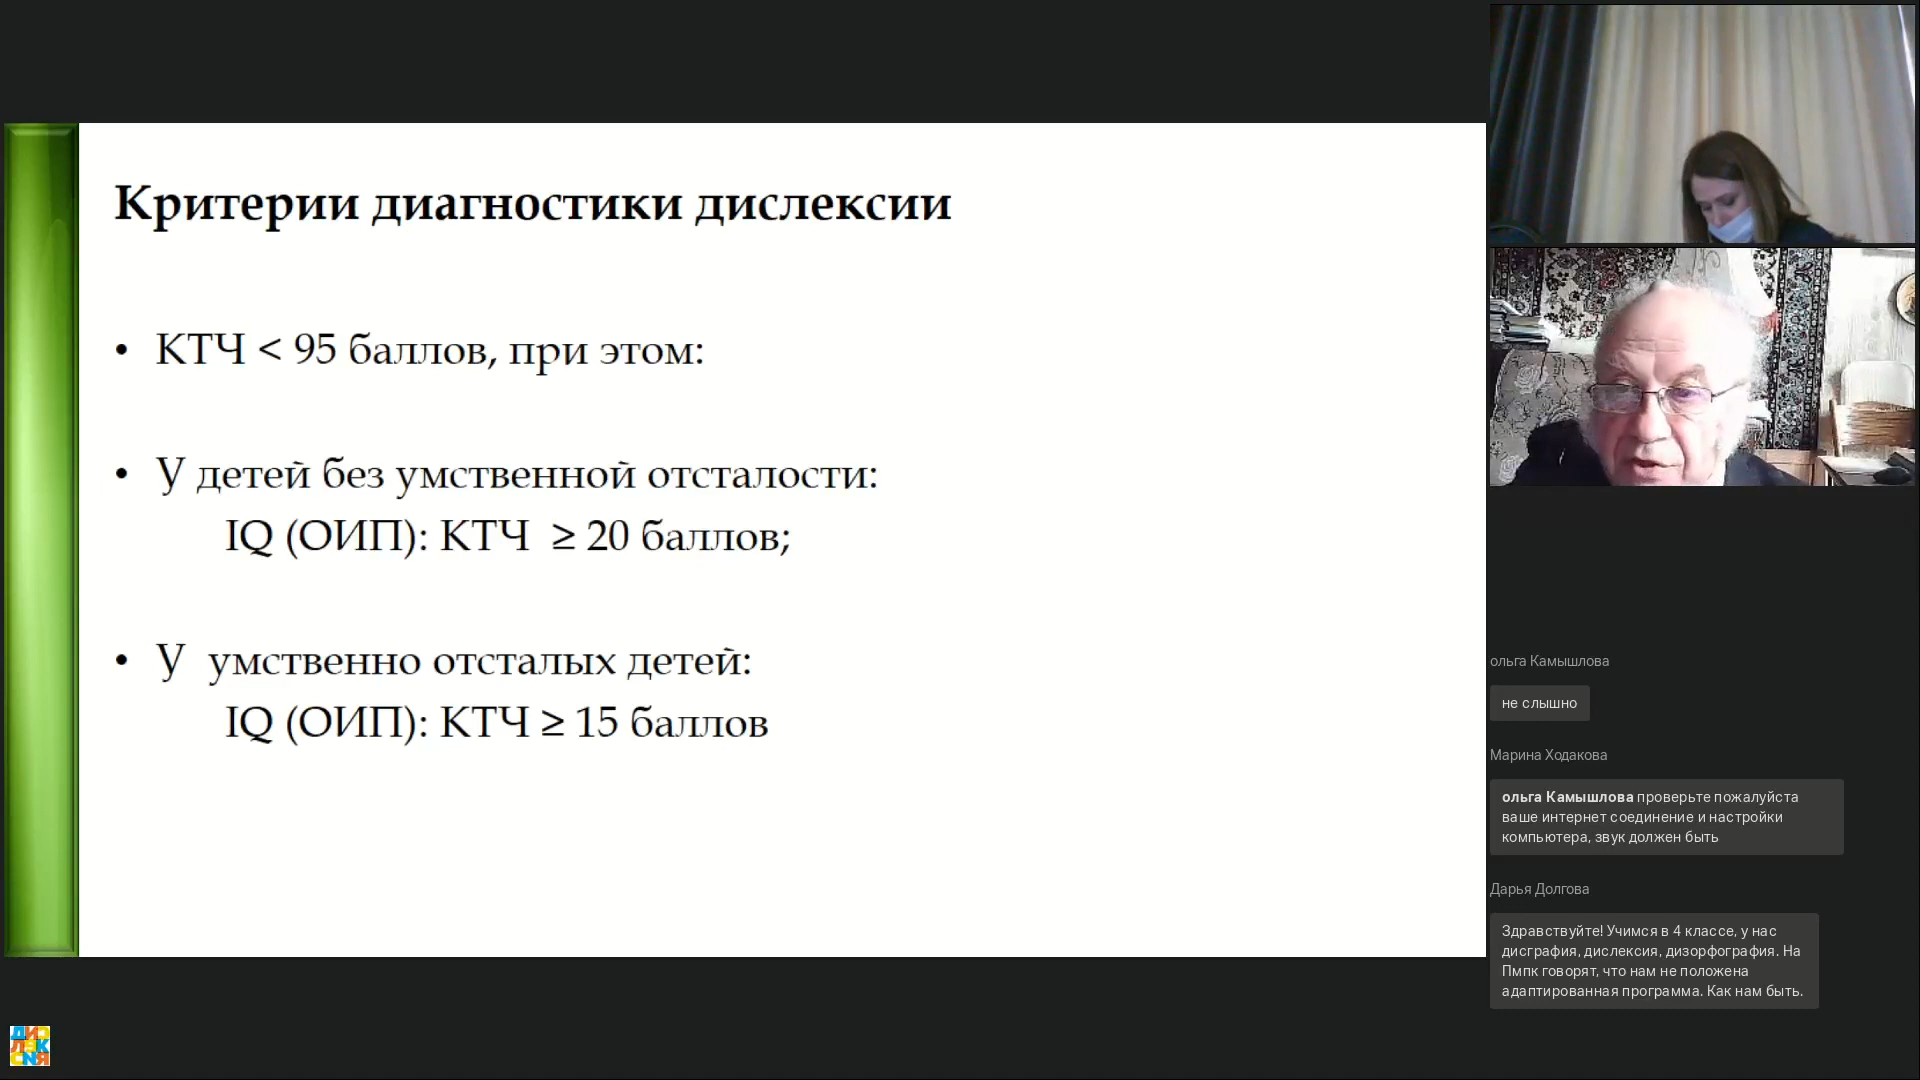 Критерии диагностики дислексии
• КТЧ < 95 баллов, при этом:
• У детей без умственной отсталости:
IQ (ОИП): КТЧ ≥ 20 баллов;
• У умственно отсталых детей:
IQ (ОИП): КТЧ ≥ 15 баллов
ольга Камышлова
не слышно
Марина Ходакова
ольга Камышлова проверьте пожалуйста
ваше интернет соединение и настройки
компьютера, звук должен быть
Дарья Долгова
Здравствуйте! Учимся в 4 классе, у нас
дисграфия, дислексия, дизорфография. На
Пмпк говорят, что нам не положена
адаптированная программа. Как нам быть.
ДИС
ЛЕК
СИЯ